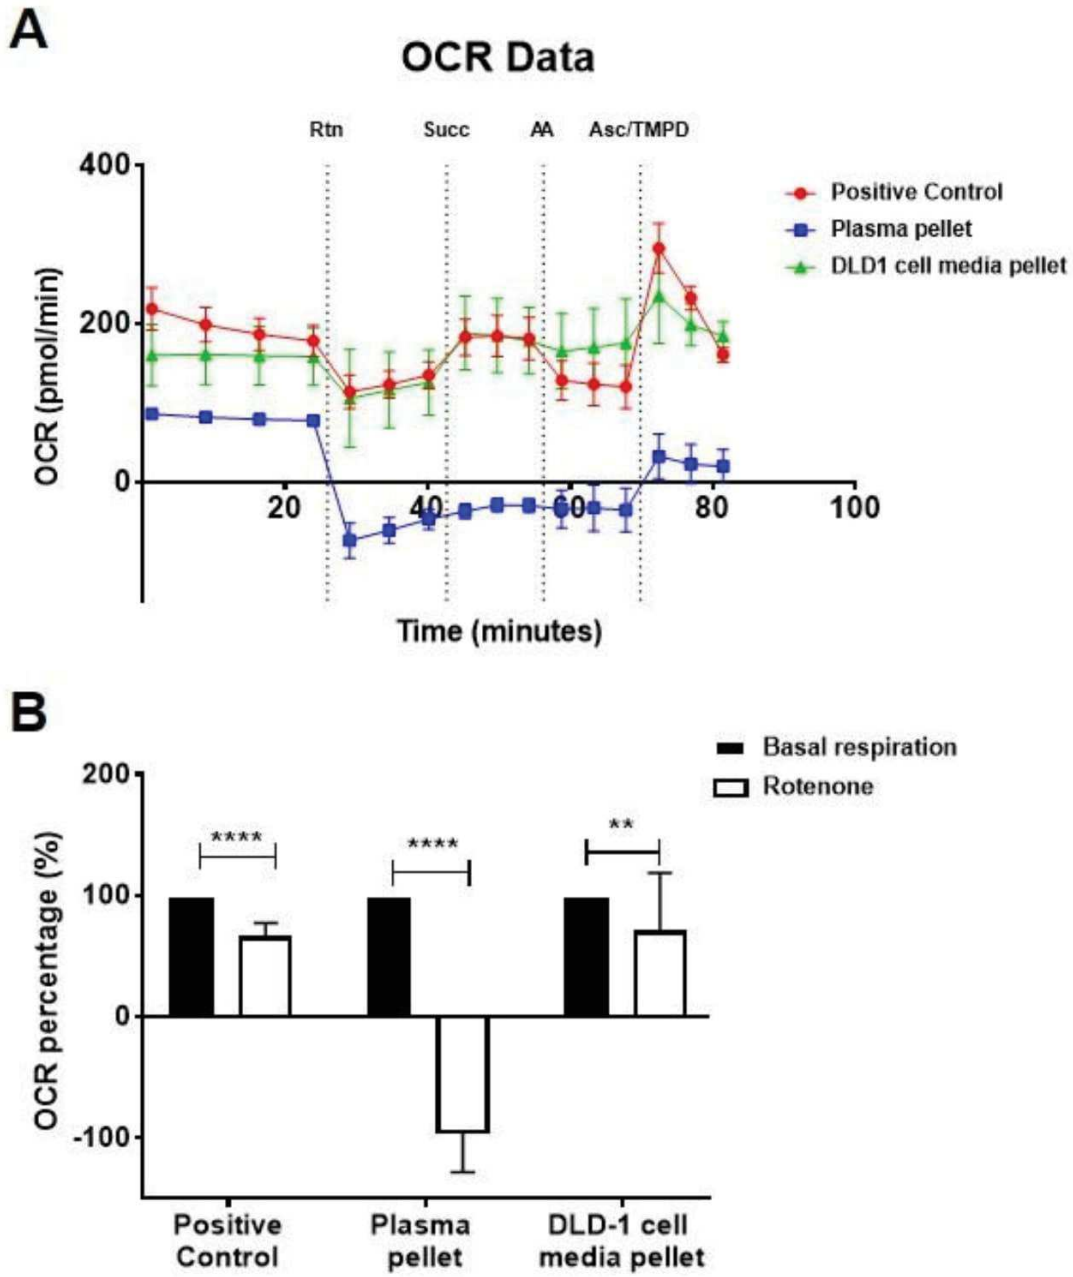 A
OCR Data
Rtn Succ AA Asc/TMPD
400
200
0
OCR (pmol/min)
20 40 60 80 100
Time (minutes)
Positive Control
Plasma pellet
DLD1 cell media pellet
B
Basal respiration
Rotenone
200
100
0
-100
OCR percentage (%)
**** **** **
Positive Control
Plasma pellet
DLD-1 cell media pellet